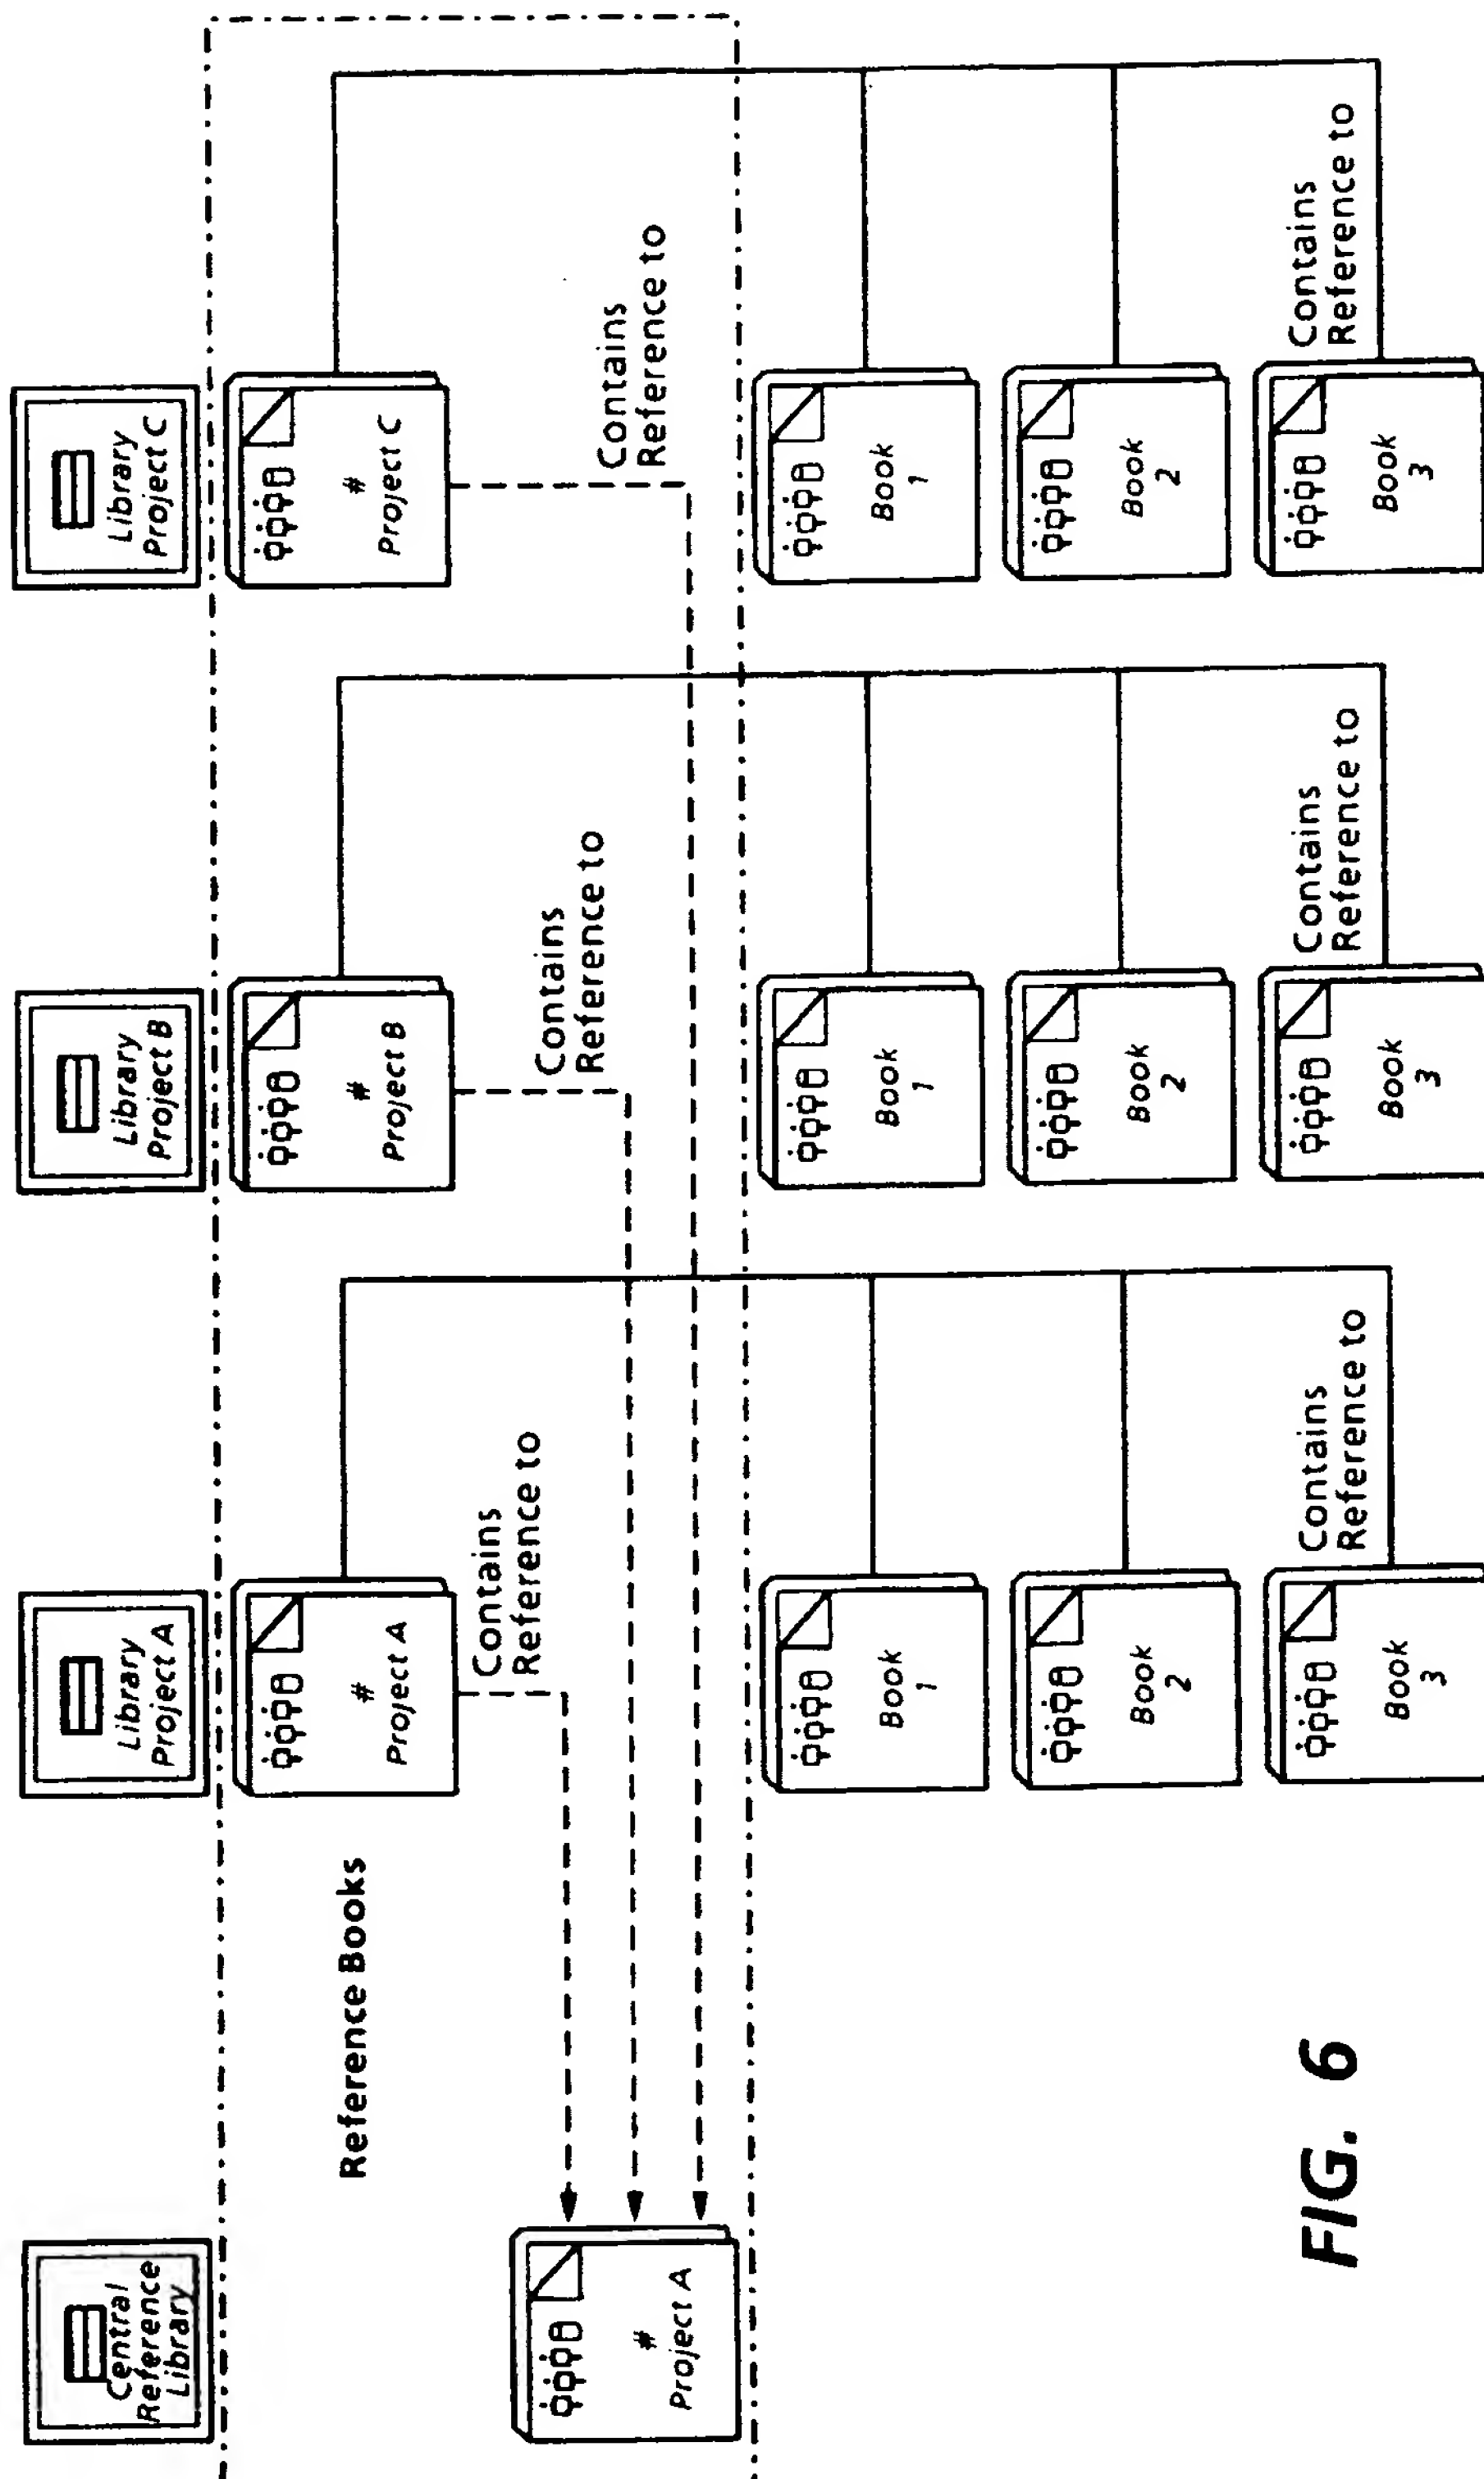 Central
Reference
Library
Library
Project A
Library
Project B
Library
Project C
Reference Books
#
Project A
#
Project B
#
Project C
Contains
Reference to
Contains
Reference to
Contains
Reference to
#
Project A
Book
1
Book
1
Book
1
Book
2
Book
2
Book
2
Contains
Reference to
Contains
Reference to
Contains
Reference to
Book
3
Book
3
Book
3
FIG. 6